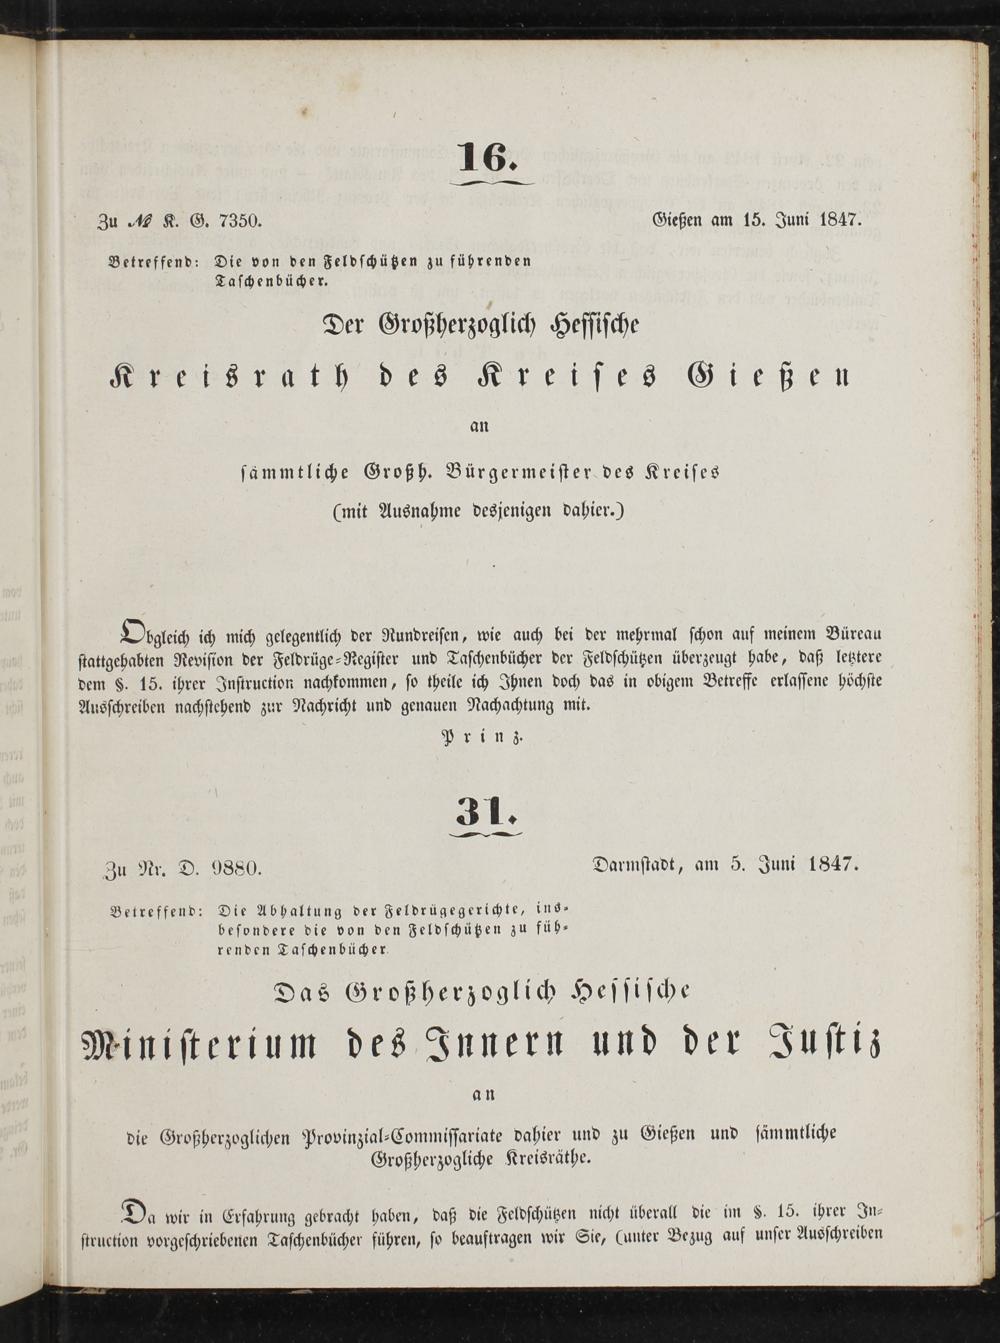 16.
Zu № K. G. 7350.
Gießen am 15. Juni 1847.
Betreffend: Die von den Feldschützen zu führenden
Taschenbücher.
Der Großherzoglich Hessische
Kreisrath des Kreises Gießen
an
sämmtliche Großh. Bürgermeister des Kreises
(mit Ausnahme desjenigen dahier.)
Obgleich ich mich gelegentlich der Rundreisen, wie auch bei der mehrmal schon auf meinem Büreau
stattgehabten Revision der Feldrüge-Register und Taschenbücher der Feldschützen überzeugt habe, daß letztere
dem §. 15. ihrer Instruction nachkommen, so theile ich Ihnen doch das in obigem Betreffe erlassene höchste
Ausschreiben nachstehend zur Nachricht und genauen Nachachtung mit.
Prinz.
31.
Zu Nr. D. 9880.
Darmstadt, am 5. Juni 1847.
Betreffend: Die Abhaltung der Feldrügegerichte, ins-
besondere die von den Feldschützen zu füh-
renden Taschenbücher.
Das Großherzoglich Hessische
Ministerium des Innern und der Justiz
an
die Großherzoglichen Provinzial-Commissariate dahier und zu Gießen und sämmtliche
Großherzogliche Kreisräthe.
Da wir in Erfahrung gebracht haben, daß die Feldschützen nicht überall die im §. 15. ihrer In-
struction vorgeschriebenen Taschenbücher führen, so beauftragen wir Sie, (unter Bezug auf unser Ausschreiben